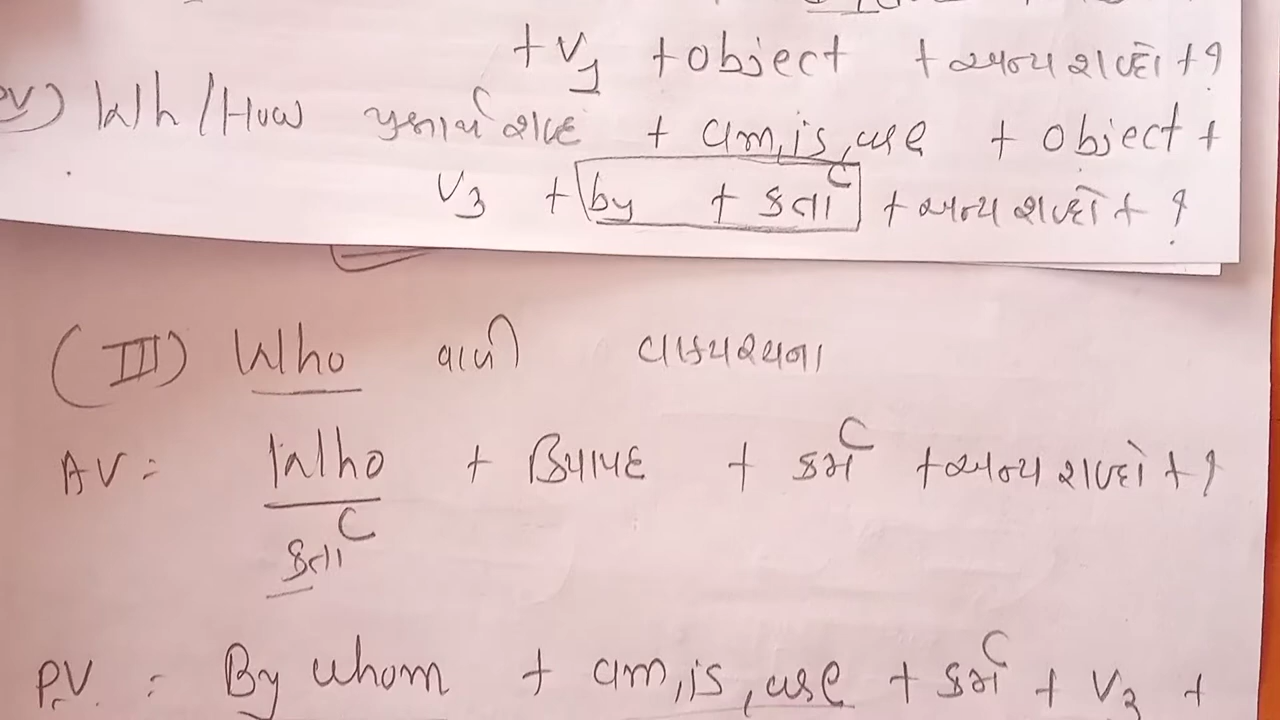 + V1 + object + અન્ય શબ્દો + ?
PV) Wh/How પ્રશ્નાર્થ શબ્દ + am, is, are + object +
V3 + by + કર્તા + અન્ય શબ્દો + ?
(III) Who વાળી વાક્યરચના
AV = Who + ક્રિયાપદ + કર્મ + અન્ય શબ્દો + ?
કર્તા
P.V. = By whom + am, is, are + કર્મ + V3 +